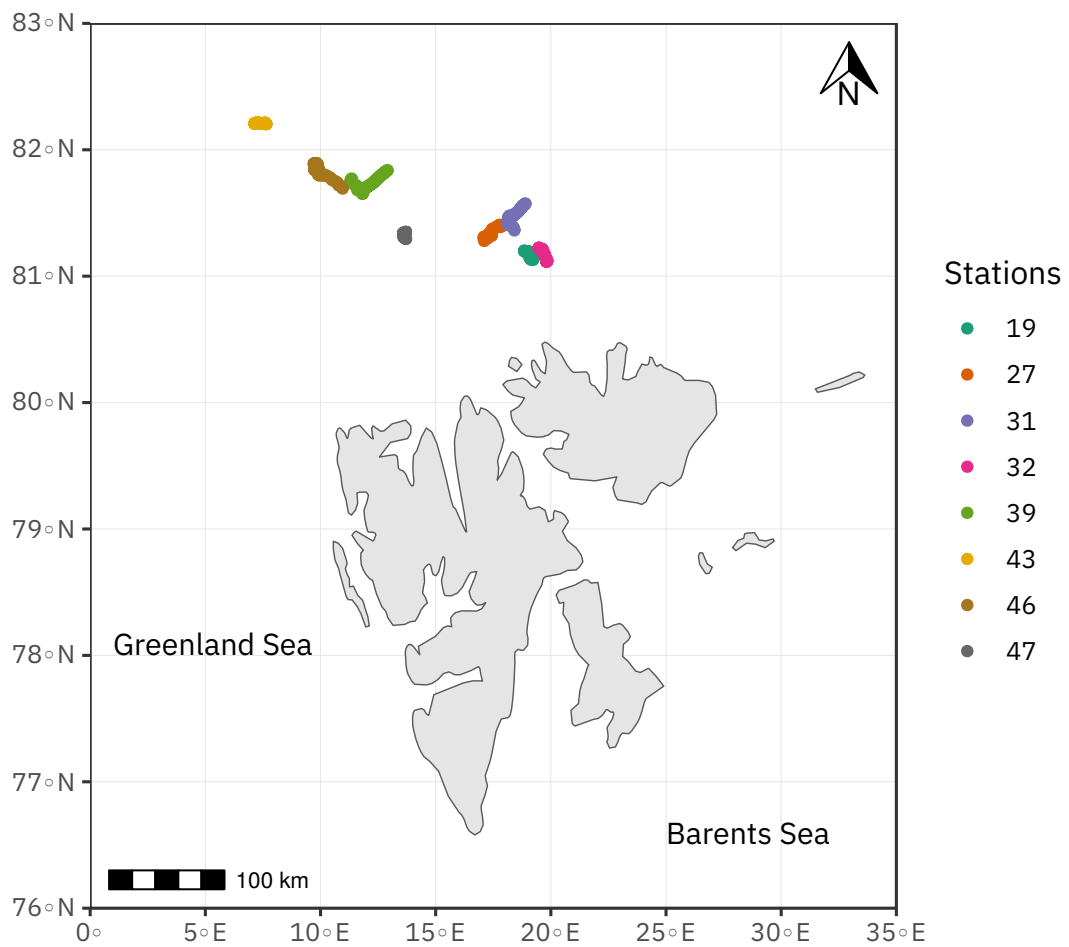 83◦N
82◦N
81◦N
80◦N
79◦N
78◦N
77◦N
76◦N
0◦
5◦E
10◦E
15◦E
20◦E
25◦E
30◦E
35◦E
N
Greenland Sea
Barents Sea
100 km
Stations
19
27
31
32
39
43
46
47